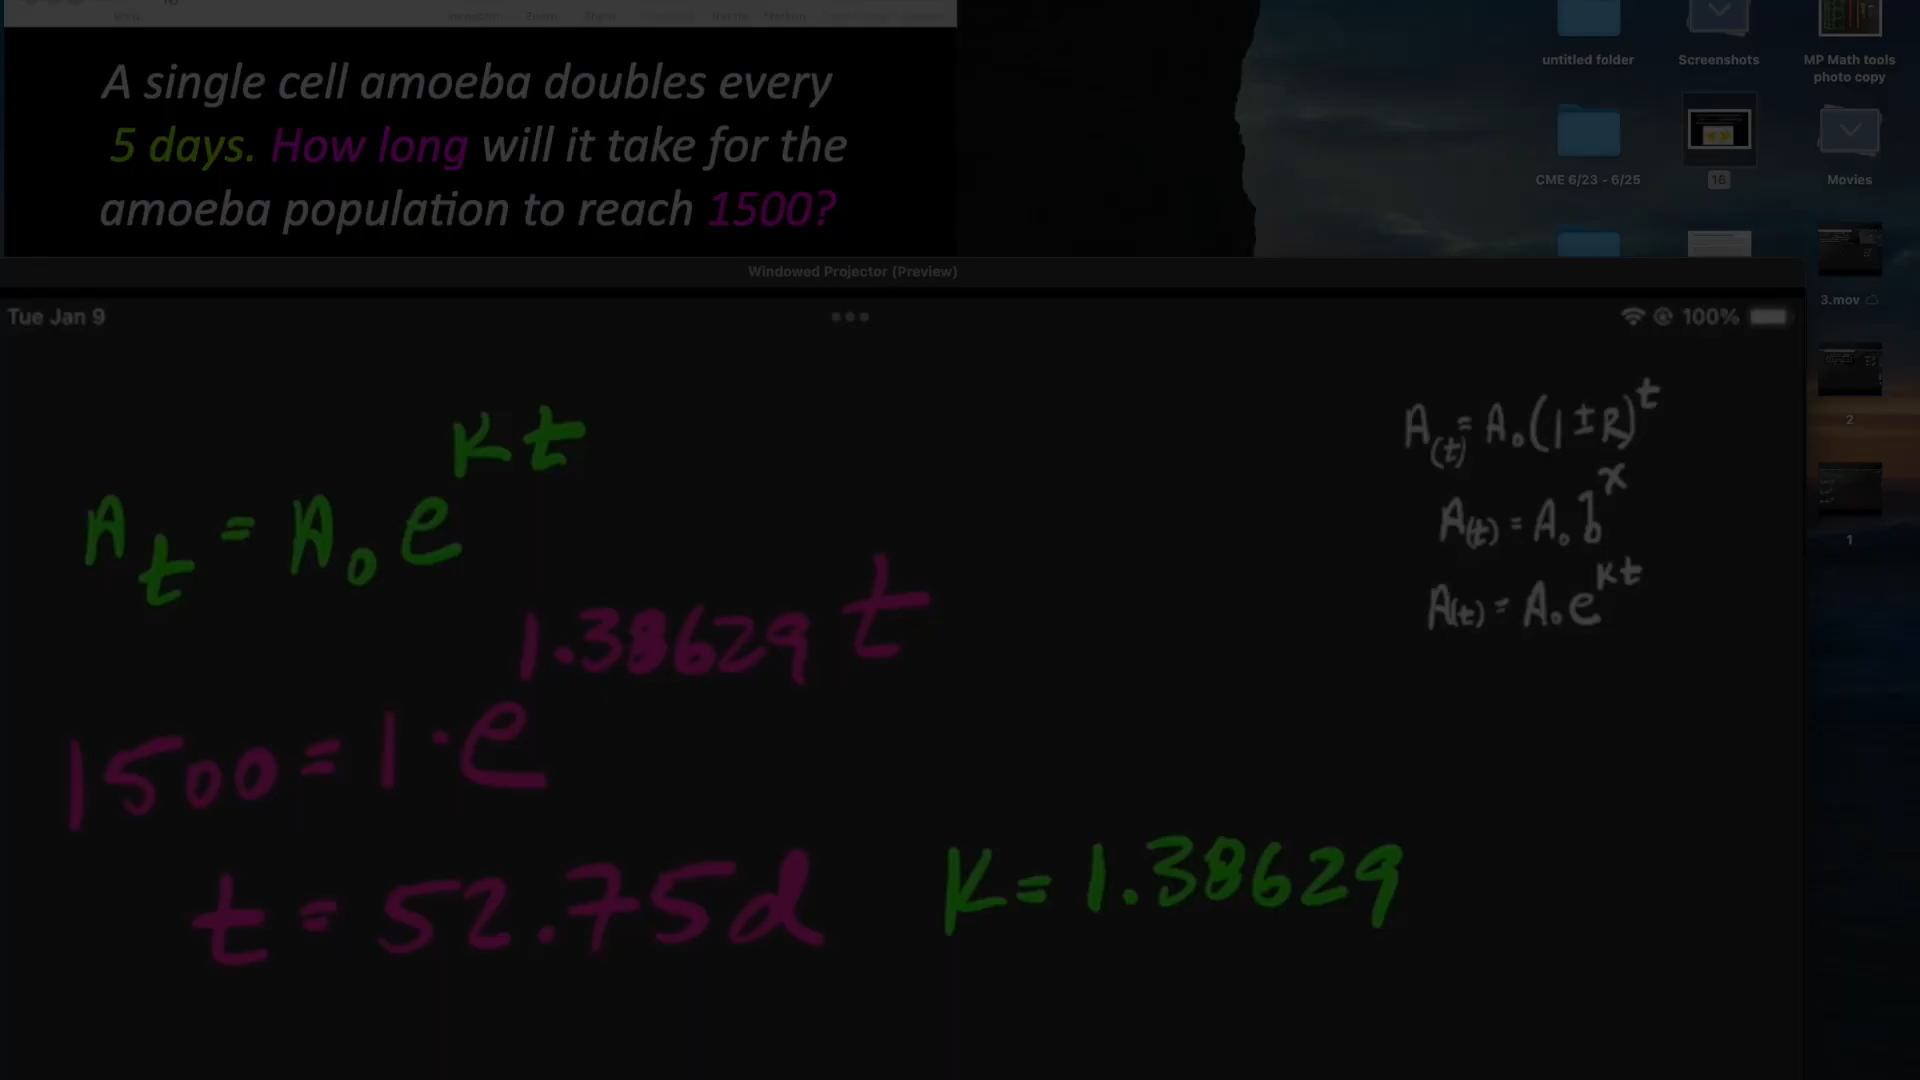 A single cell amoeba doubles every
5 days. How long will it take for the
amoeba population to reach 1500?
untitled folder
Screenshots
MP Math tools
photo copy
CME 6/23 - 6/25
16
Movies
Windowed Projector (Preview)
3.mov
Tue Jan 9
100%
2
1
A(t) = A₀(1 ± R)^t
A(t) = A₀ b^x
A(t) = A₀ e^kt
A_t = A₀ e^kt
1500 = 1 · e^1.38629 t
t = 52.75d
K = 1.38629